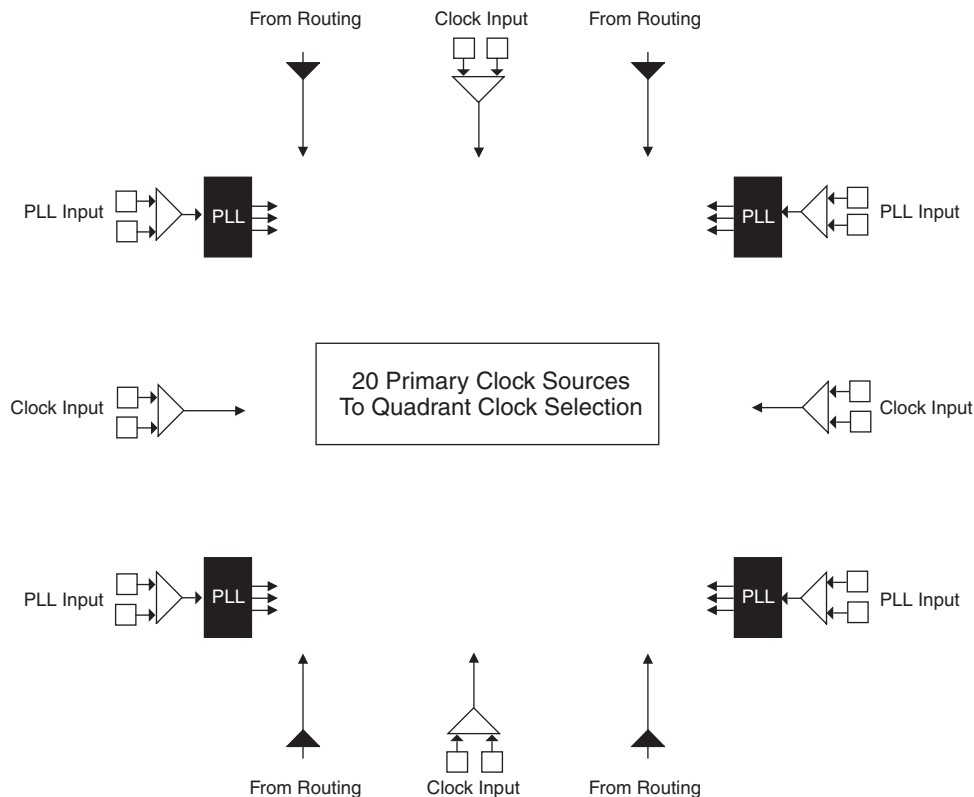 From Routing
Clock Input
From Routing
PLL Input
PLL
PLL
PLL Input
Clock Input
20 Primary Clock Sources
To Quadrant Clock Selection
Clock Input
PLL Input
PLL
PLL
PLL Input
From Routing
Clock Input
From Routing